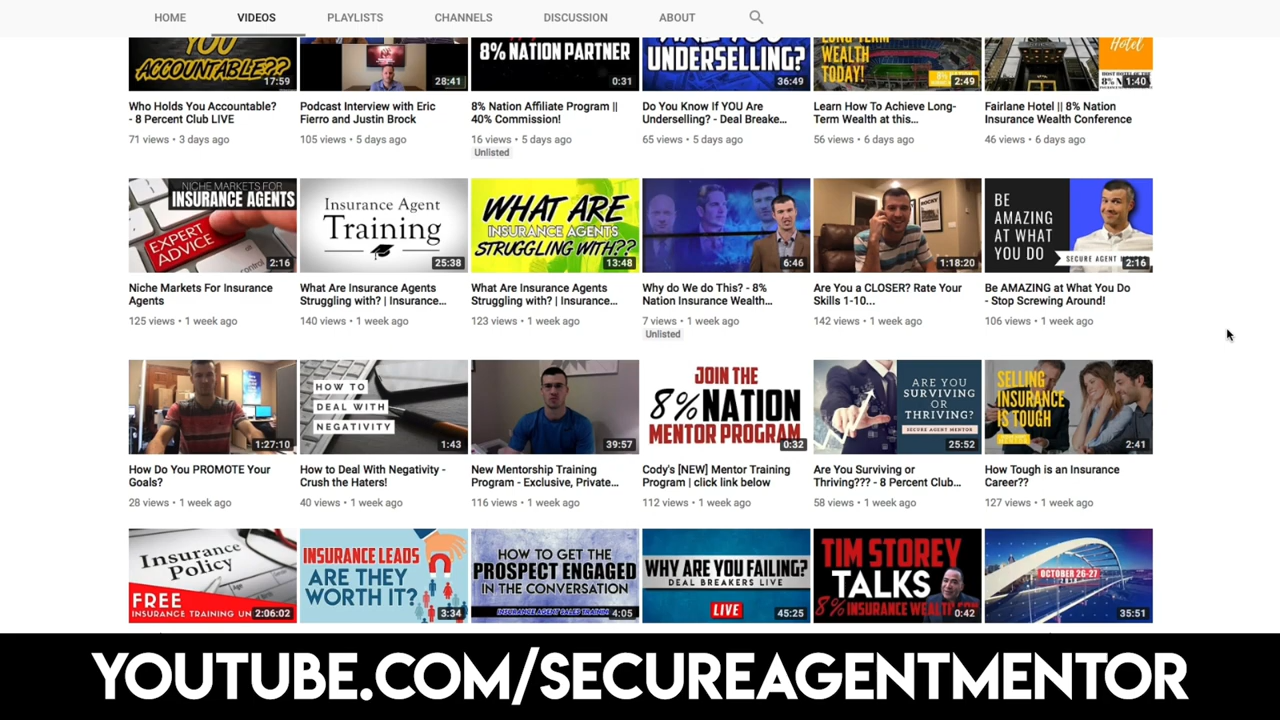 HOME VIDEOS PLAYLISTS CHANNELS DISCUSSION ABOUT
YOU
ACCOUNTABLE??
17:59
28:41
8% NATION PARTNER
0:31
UNDERSELLING?
36:49
LONG-TERM
WEALTH
TODAY!
2:49
Hotel
1:40
Who Holds You Accountable?
- 8 Percent Club LIVE
71 views • 3 days ago
Podcast Interview with Eric
Fierro and Justin Brock
105 views • 5 days ago
8% Nation Affiliate Program ||
40% Commission!
16 views • 5 days ago
Unlisted
Do You Know If YOU Are
Underselling? - Deal Breake...
65 views • 5 days ago
Learn How To Achieve Long-
Term Wealth at this...
56 views • 6 days ago
Fairlane Hotel || 8% Nation
Insurance Wealth Conference
46 views • 6 days ago
NICHE MARKETS FOR
INSURANCE AGENTS
EXPERT
ADVICE
control
2:16
Insurance Agent
Training
25:38
WHAT ARE
INSURANCE AGENTS
STRUGGLING WITH??
13:48
6:46
ROCKY
1:18:20
BE
AMAZING
AT WHAT
YOU DO
SECURE AGENT
2:16
Niche Markets For Insurance
Agents
125 views • 1 week ago
What Are Insurance Agents
Struggling with? | Insurance...
140 views • 1 week ago
What Are Insurance Agents
Struggling with? | Insurance...
123 views • 1 week ago
Why do We do This? - 8%
Nation Insurance Wealth...
7 views • 1 week ago
Unlisted
Are You a CLOSER? Rate Your
Skills 1-10...
142 views • 1 week ago
Be AMAZING at What You Do
- Stop Screwing Around!
106 views • 1 week ago
1:27:10
HOW TO
DEAL WITH
NEGATIVITY
1:43
39:57
JOIN THE
8% NATION
MENTOR PROGRAM
0:32
ARE YOU
SURVIVING
OR
THRIVING?
SECURE AGENT MENTOR
25:52
SELLING
INSURANCE
IS TOUGH
2:41
How Do You PROMOTE Your
Goals?
28 views • 1 week ago
How to Deal With Negativity -
Crush the Haters!
40 views • 1 week ago
New Mentorship Training
Program - Exclusive, Private...
116 views • 1 week ago
Cody's [NEW] Mentor Training
Program | click link below
112 views • 1 week ago
Are You Surviving or
Thriving??? - 8 Percent Club...
58 views • 1 week ago
How Tough is an Insurance
Career??
127 views • 1 week ago
Insurance
Policy
FREE
INSURANCE TRAINING UN
2:06:02
INSURANCE LEADS
ARE THEY
WORTH IT?
3:34
HOW TO GET THE
PROSPECT ENGAGED
IN THE CONVERSATION
INSURANCE AGENT SALES TRAINING
4:05
WHY ARE YOU FAILING?
DEAL BREAKERS LIVE
LIVE
45:25
TIM STOREY
TALKS
8% INSURANCE WEALTH
0:42
OCTOBER 26-27
35:51
YOUTUBE.COM/SECUREAGENTMENTOR